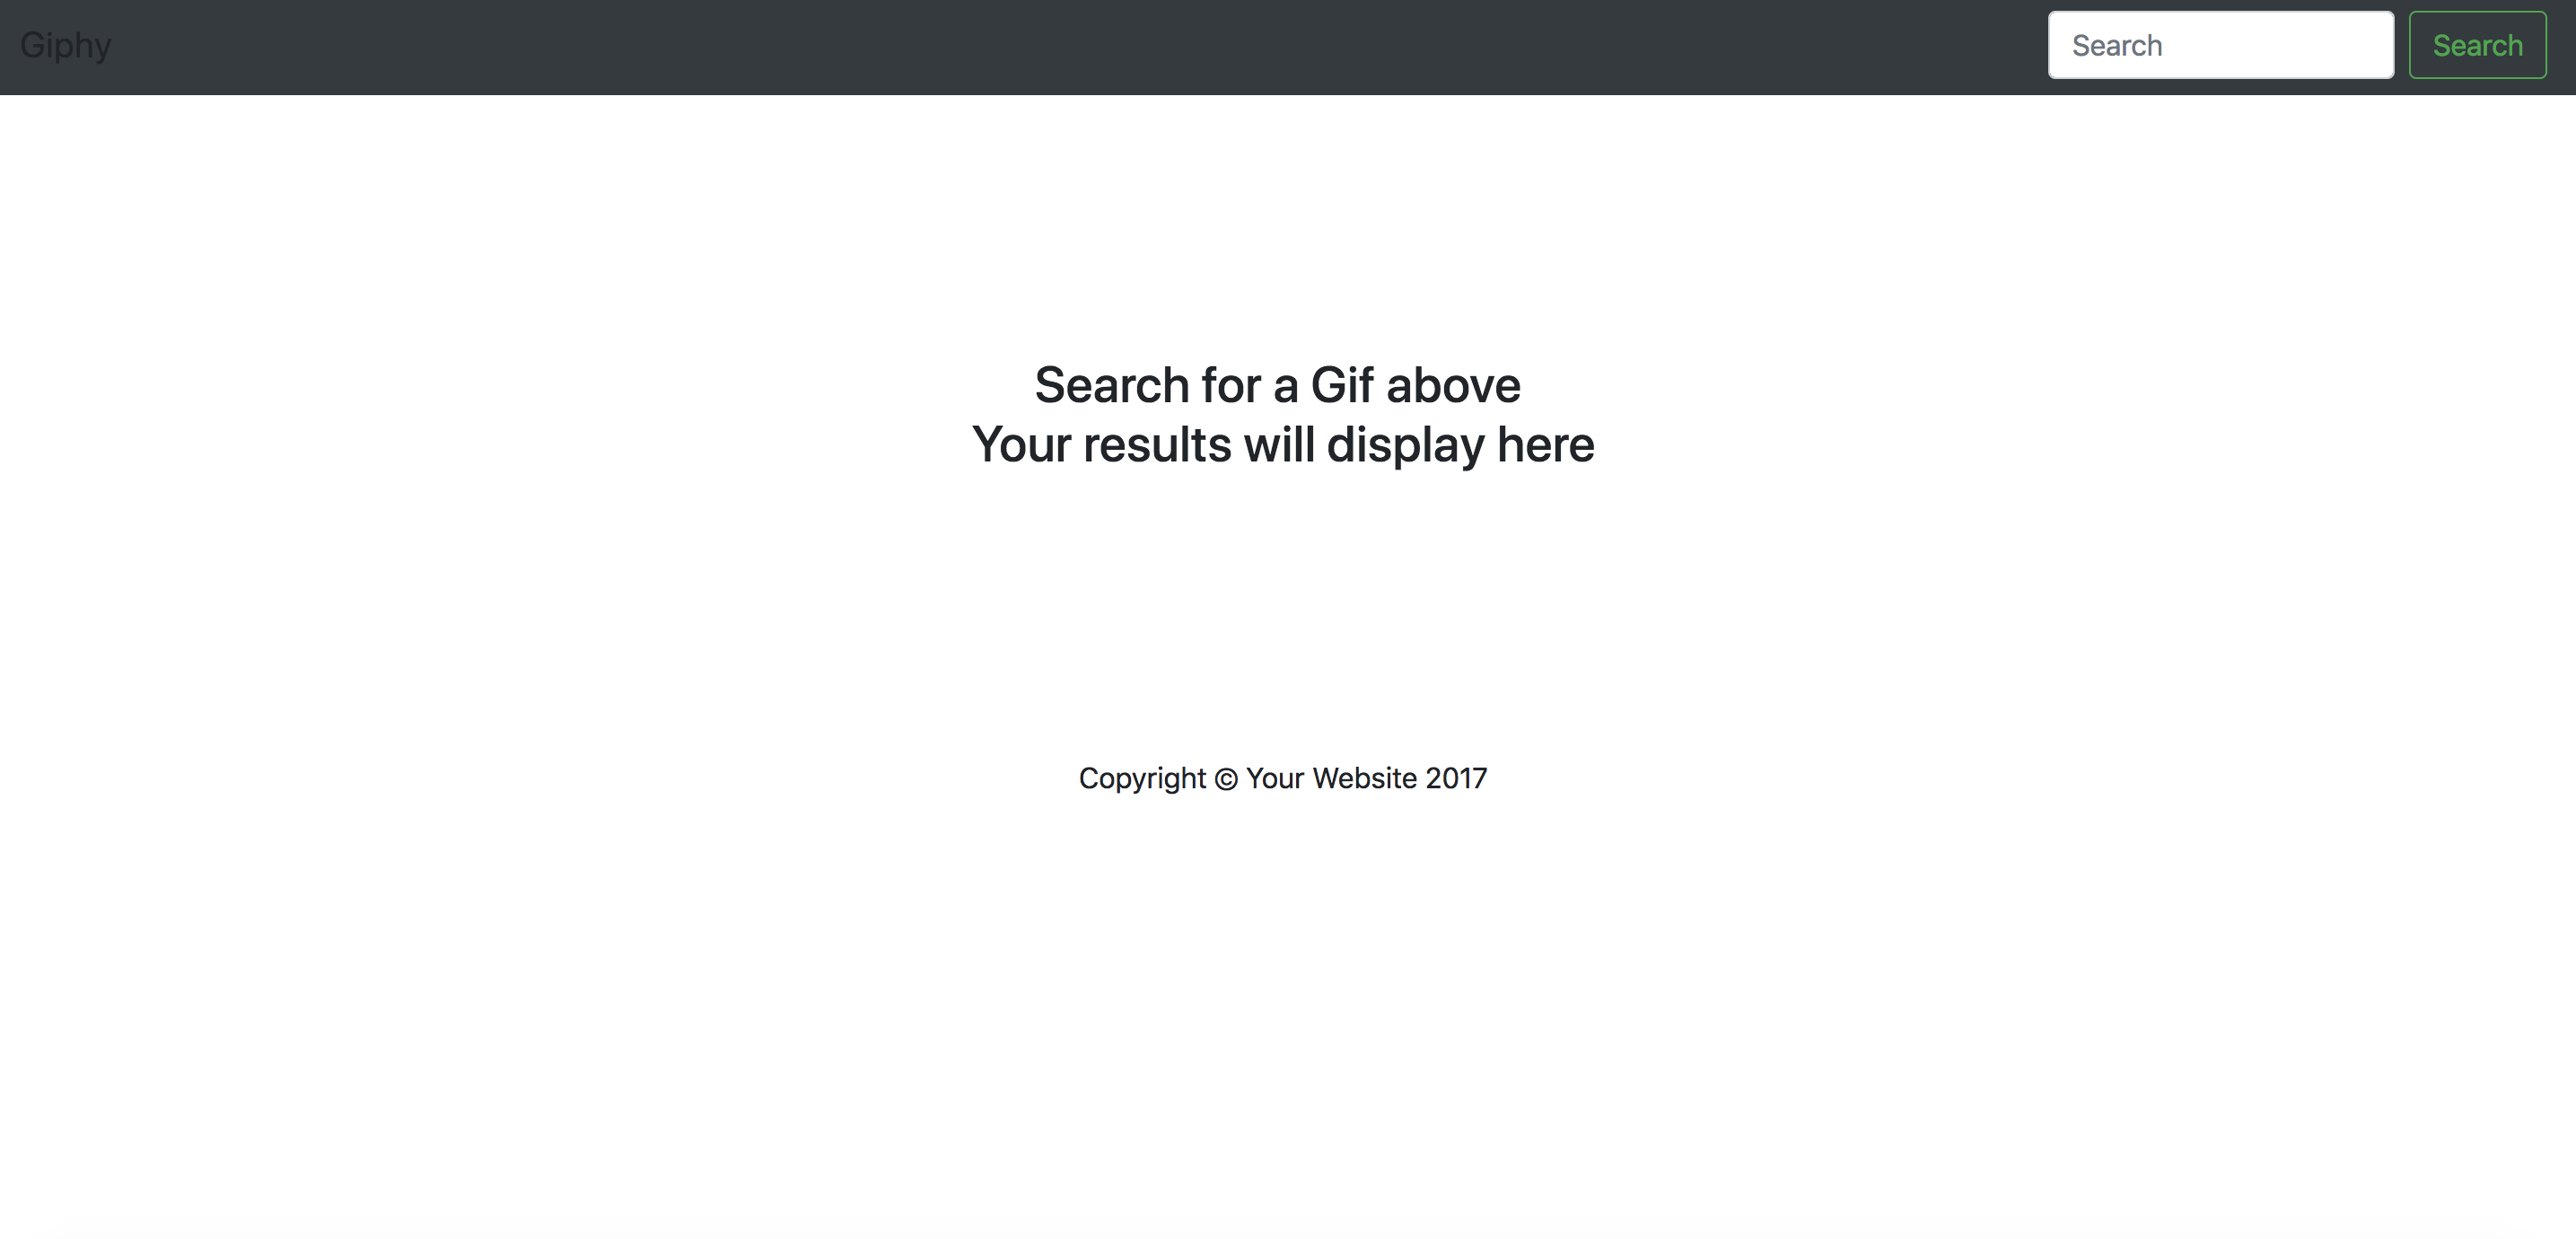 Giphy
Search
Search
Search for a Gif above
Your results will display here
Copyright © Your Website 2017